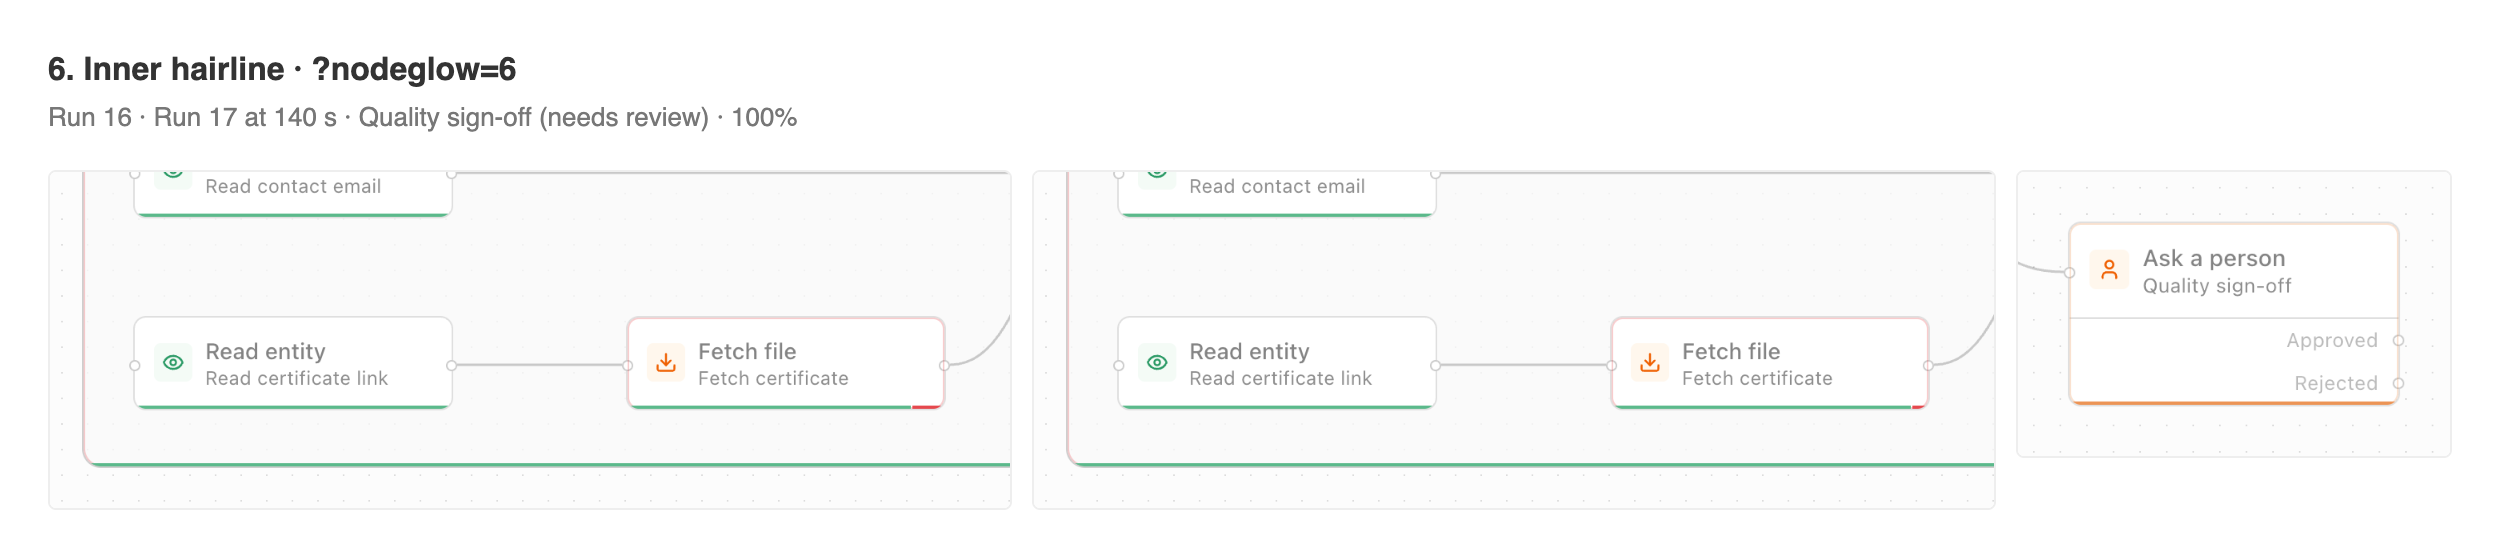 6. Inner hairline · ?nodeglow=6
Run 16 · Run 17 at 140 s · Quality sign-off (needs review) · 100%
Read contact email
Read entity
Read certificate link
Fetch file
Fetch certificate
Read contact email
Read entity
Read certificate link
Fetch file
Fetch certificate
Ask a person
Quality sign-off
Approved
Rejected